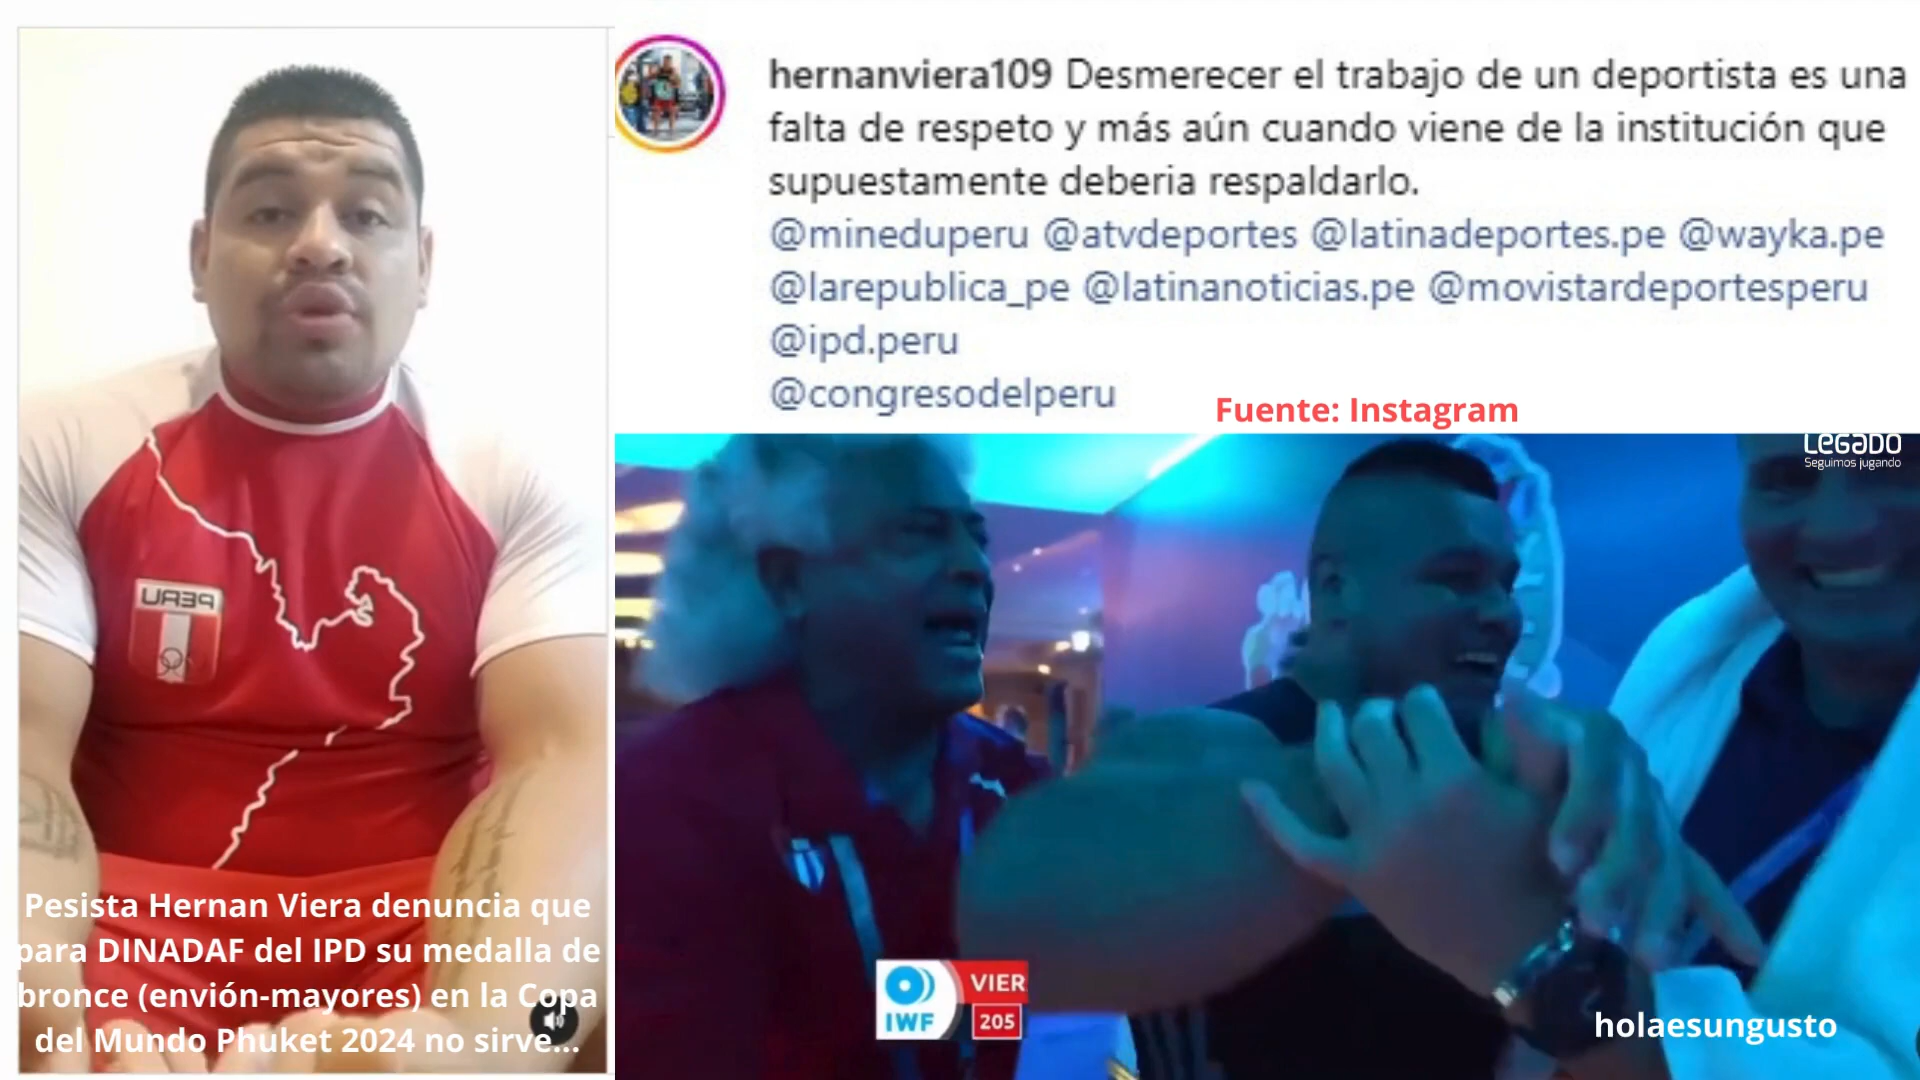 hernanviera109 Desmerecer el trabajo de un deportista es una
falta de respeto y más aún cuando viene de la institución que
supuestamente deberia respaldarlo.
@mineduperu @atvdeportes @latinadeportes.pe @wayka.pe
@larepublica_pe @latinanoticias.pe @movistardeportesperu
@ipd.peru
@congresodelperu
Fuente: Instagram
LEGADO
Seguimos jugando
PERU
Pesista Hernan Viera denuncia que
para DINADAF del IPD su medalla de
bronce (envión-mayores) en la Copa
del Mundo Phuket 2024 no sirve...
IWF
VIER
205
holaesungusto